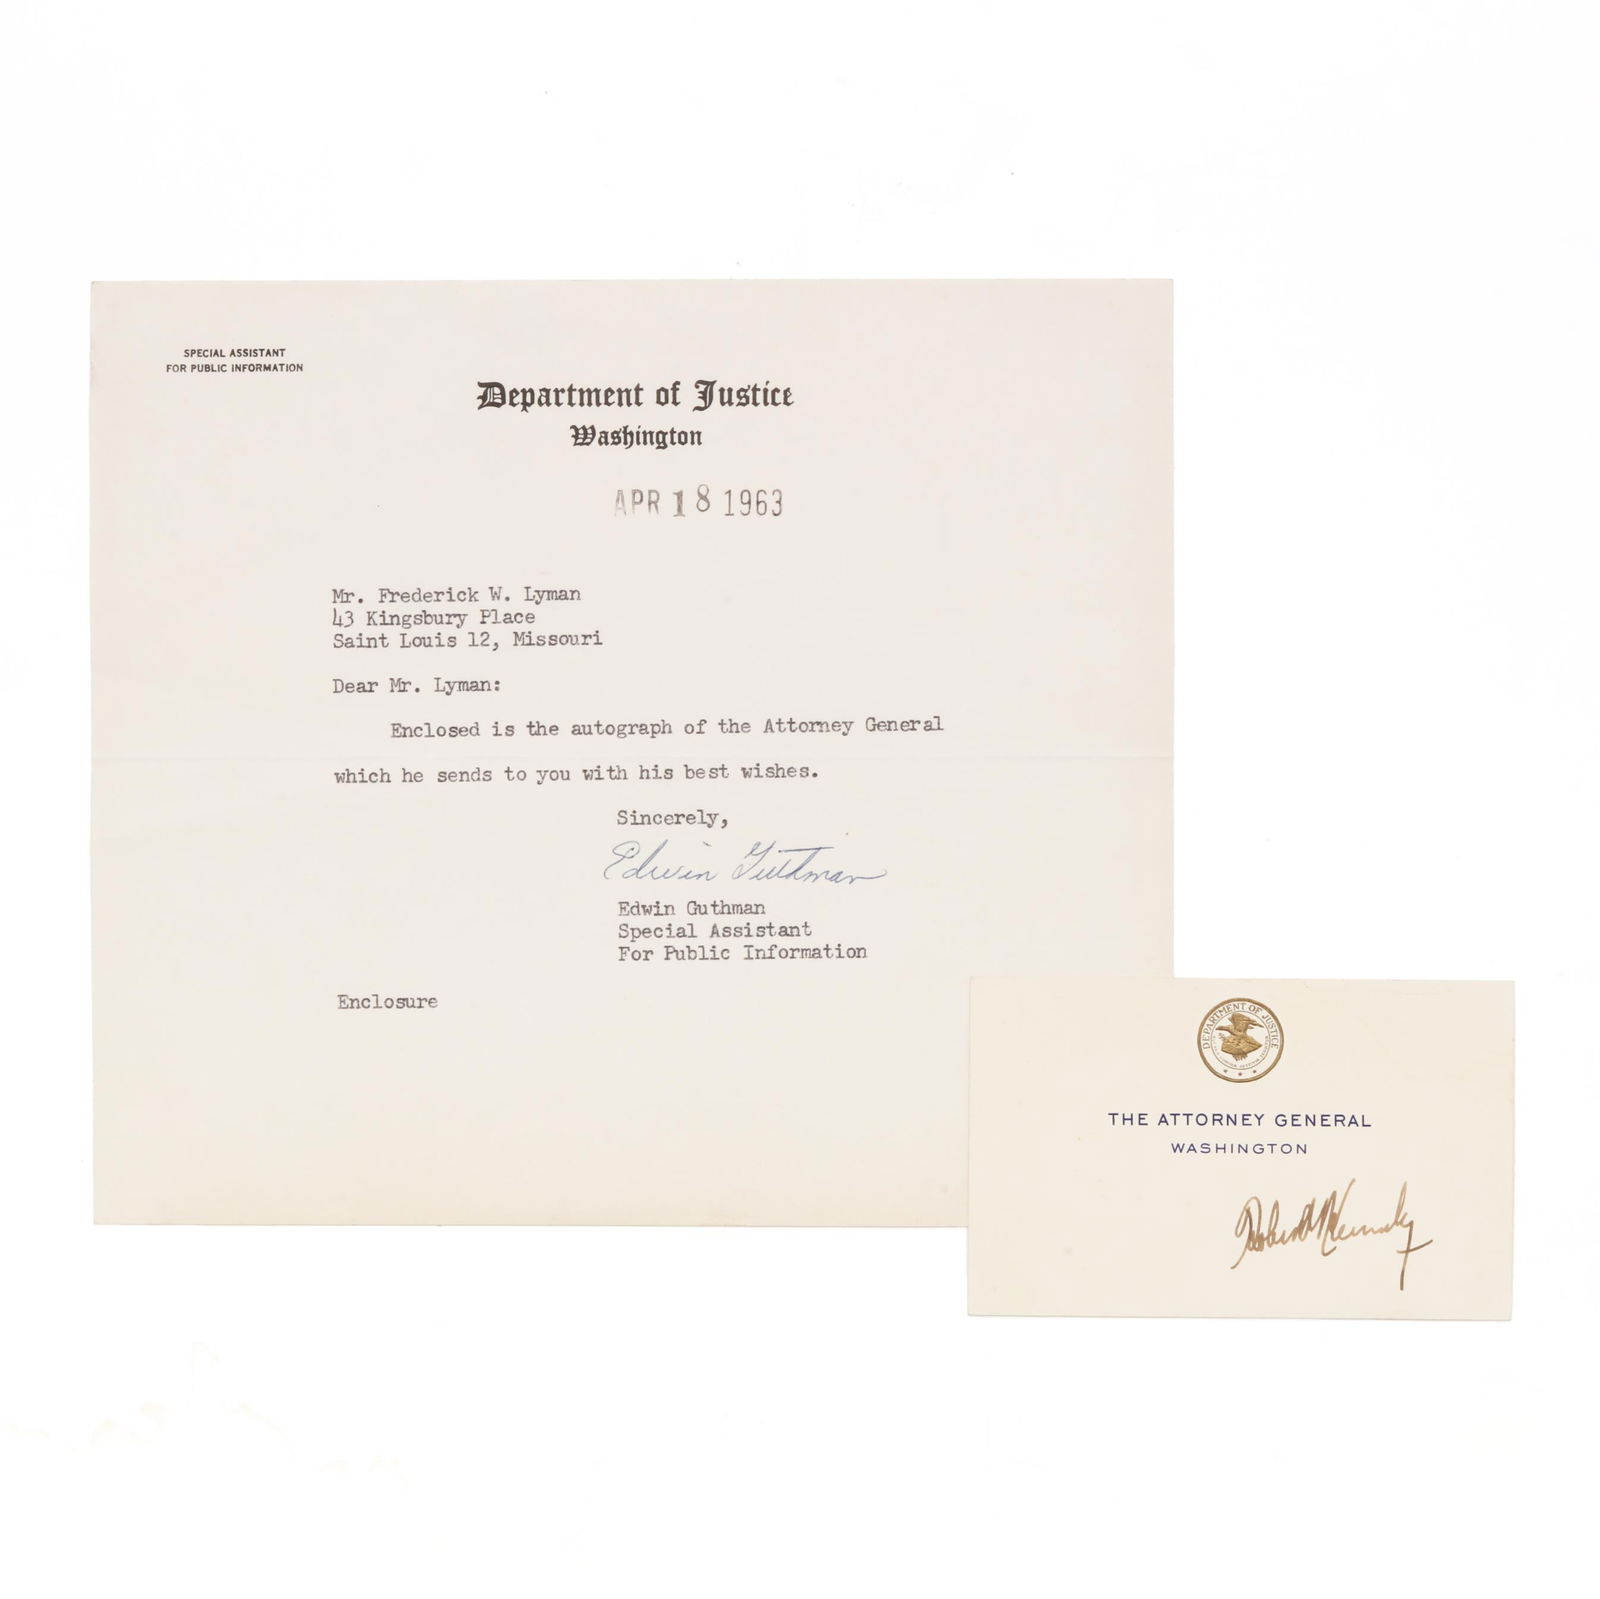 SPECIAL ASSISTANT
FOR PUBLIC INFORMATION
Department of Justice
Washington
APR 18 1963
Mr. Frederick W. Lyman
43 Kingsbury Place
Saint Louis 12, Missouri
Dear Mr. Lyman:
Enclosed is the autograph of the Attorney General
which he sends to you with his best wishes.
Sincerely,
Edwin Guthman
Edwin Guthman
Special Assistant
For Public Information
Enclosure
DEPARTMENT OF JUSTICE
THE ATTORNEY GENERAL
WASHINGTON
Robert Kennedy